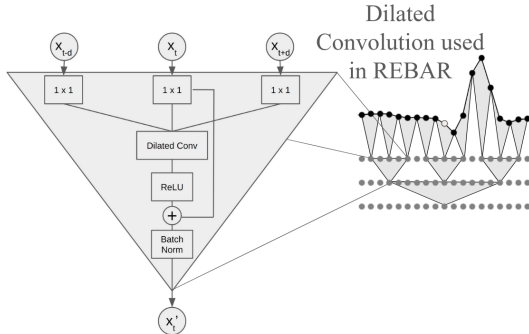 Dilated
Convolution used
in REBAR
x_{t-d} x_t x_{t+d}
1 x 1 1 x 1 1 x 1
Dilated Conv
ReLU
+
Batch
Norm
x_t'